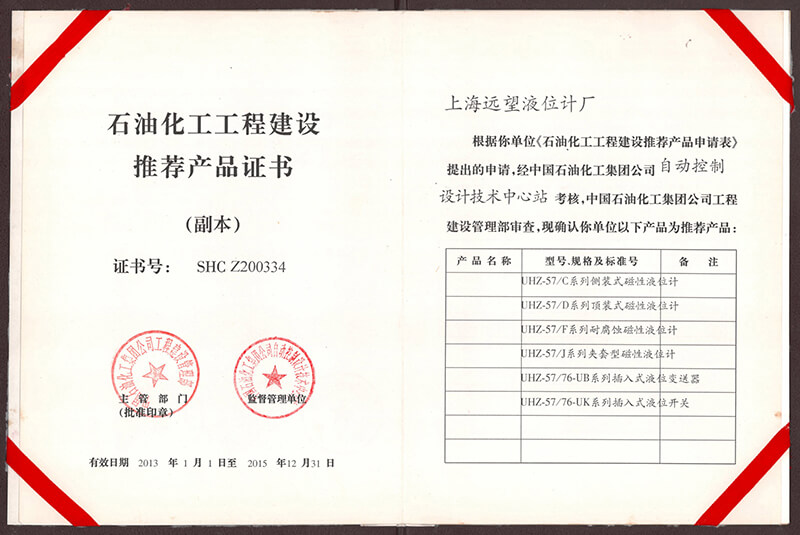 石油化工工程建设
推荐产品证书
(副本)
证书号: SHC Z200334
主管部门
(批准印章)
监督管理单位
有效日期 2013 年 1 月 1 日至 2015 年 12 月 31 日
上海远望液位计厂
根据你单位《石油化工工程建设推荐产品申请表》
提出的申请,经中国石油化工集团公司 自动控制
设计技术中心站 考核,中国石油化工集团公司工程
建设管理部审查,现确认你单位以下产品为推荐产品:
产品名称 型号、规格及标准号 备 注
UHZ-57/C系列侧装式磁性液位计
UHZ-57/D系列顶装式磁性液位计
UHZ-57/F系列耐腐蚀磁性液位计
UHZ-57/J系列夹套型磁性液位计
UHZ-57/76-UB系列插入式液位变送器
UHZ-57/76-UK系列插入式液位开关